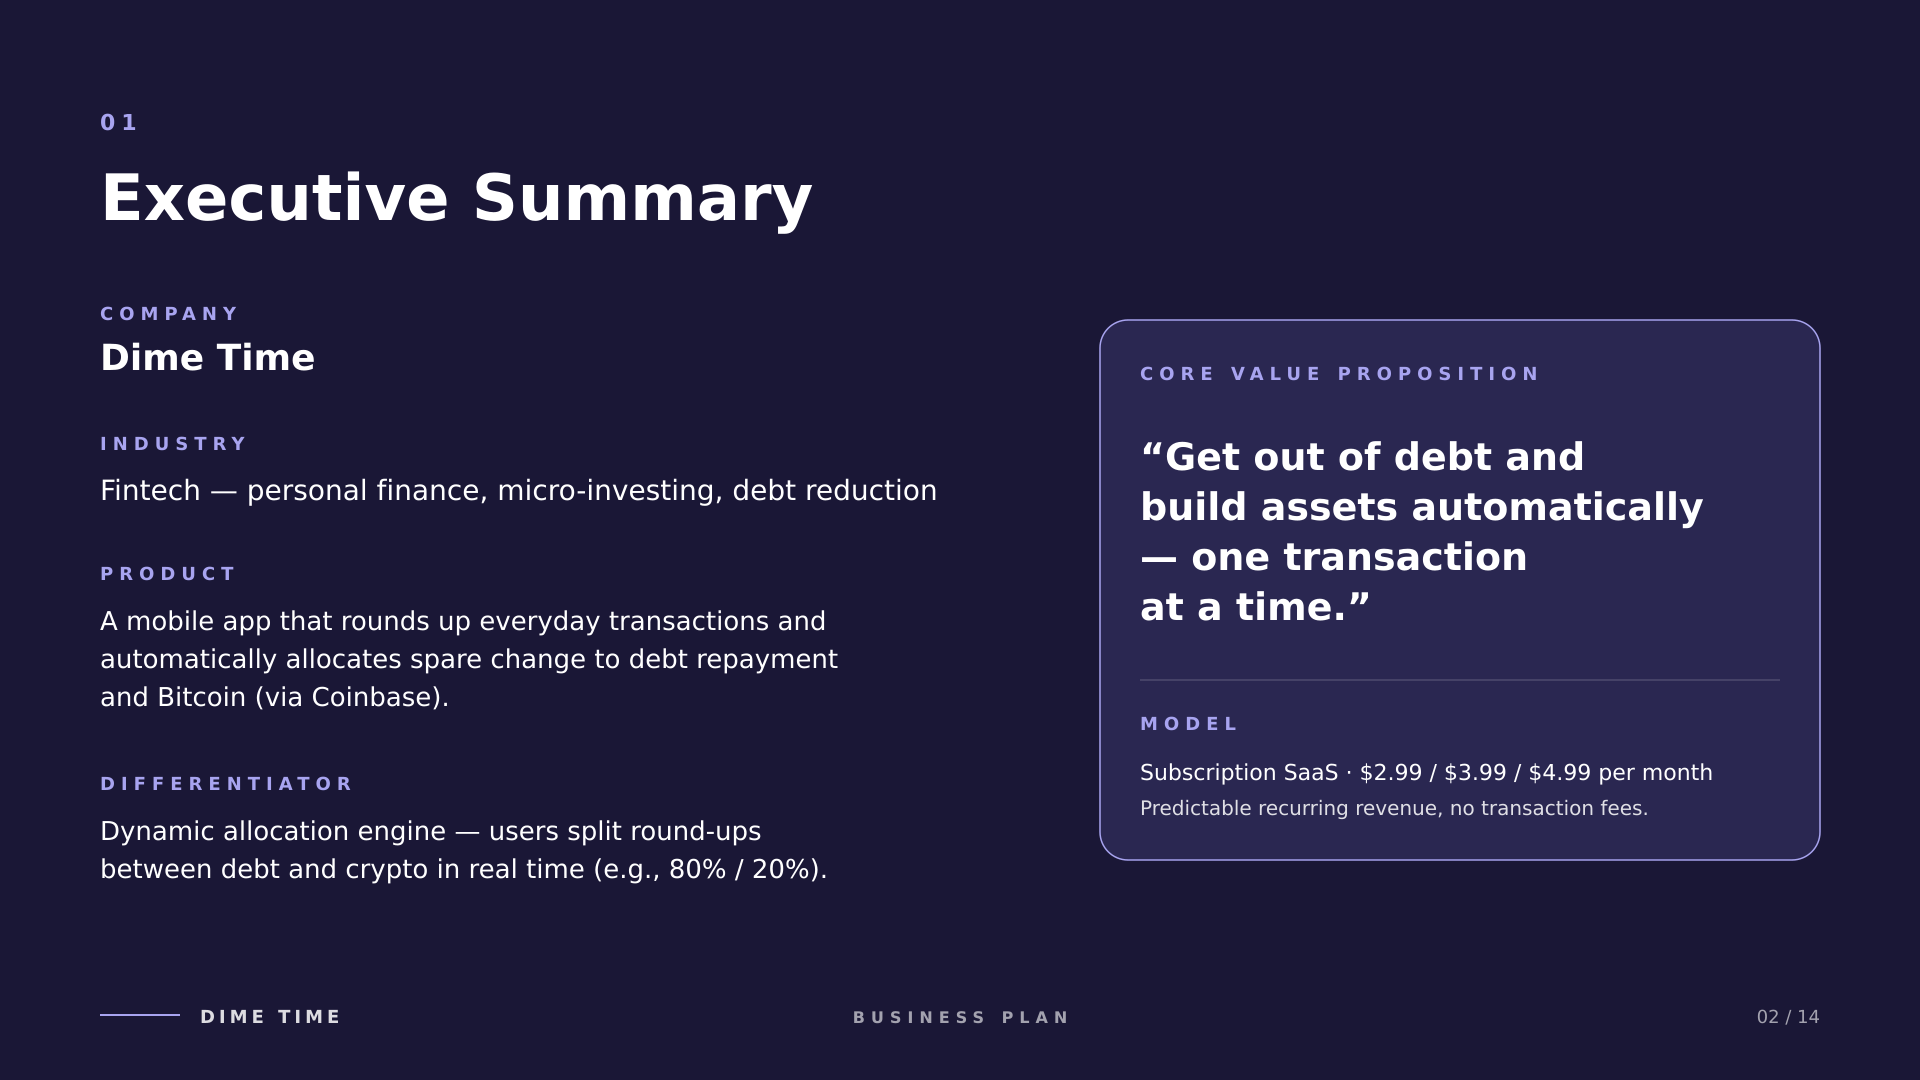 01
Executive Summary
COMPANY
Dime Time
INDUSTRY
Fintech — personal finance, micro-investing, debt reduction
PRODUCT
A mobile app that rounds up everyday transactions and
automatically allocates spare change to debt repayment
and Bitcoin (via Coinbase).
DIFFERENTIATOR
Dynamic allocation engine — users split round-ups
between debt and crypto in real time (e.g., 80% / 20%).
CORE VALUE PROPOSITION
“Get out of debt and
build assets automatically
— one transaction
at a time.”
MODEL
Subscription SaaS · $2.99 / $3.99 / $4.99 per month
Predictable recurring revenue, no transaction fees.
DIME TIME
BUSINESS PLAN
02 / 14